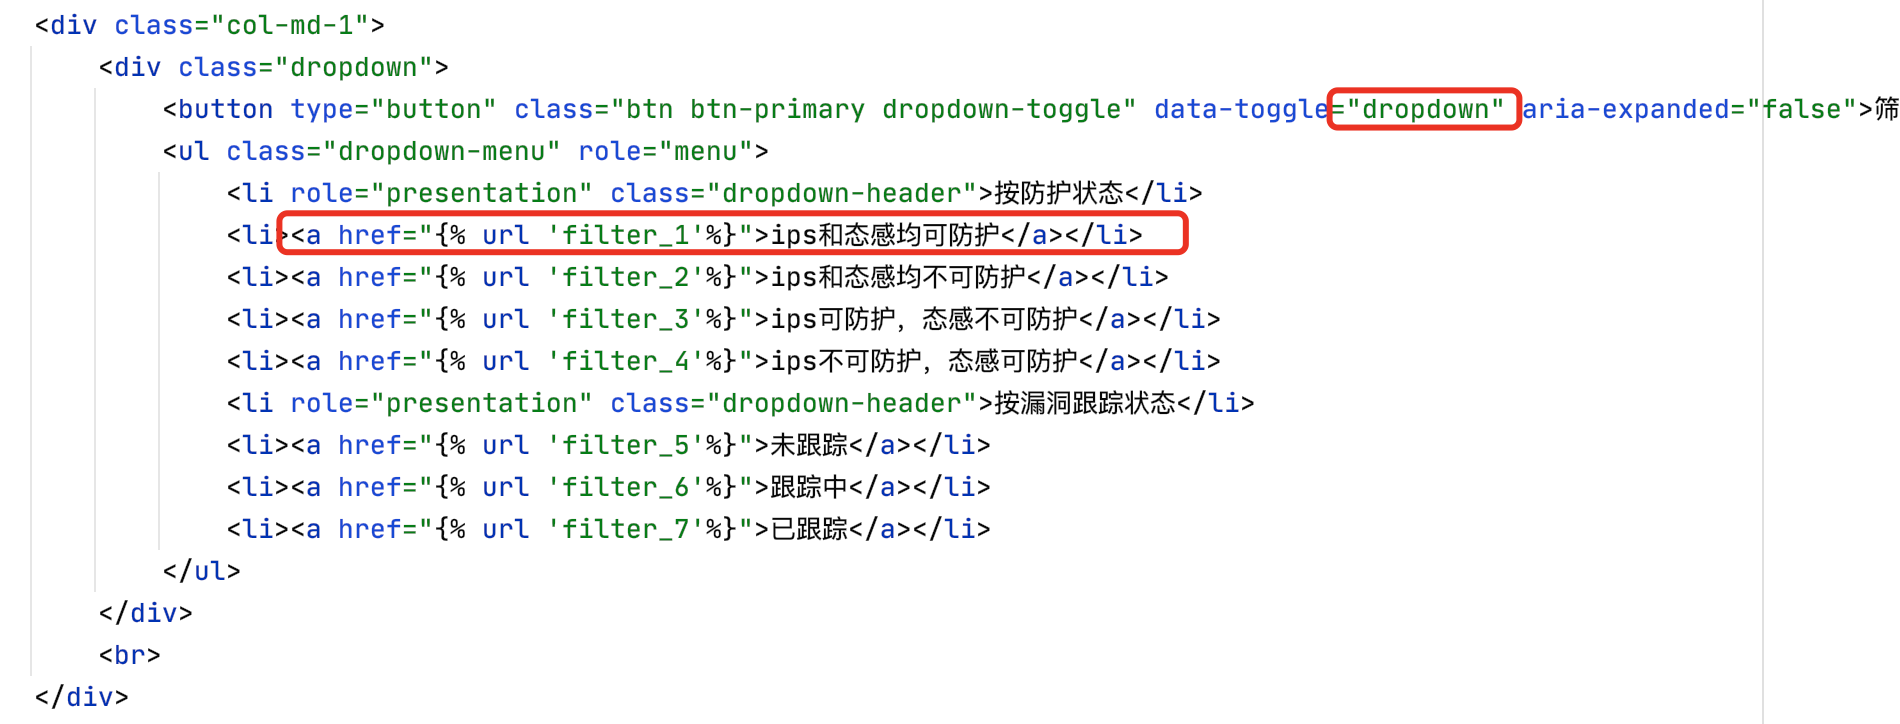 <div class="col-md-1">
<div class="dropdown">
<button type="button" class="btn btn-primary dropdown-toggle" data-toggle="dropdown" aria-expanded="false">筛
<ul class="dropdown-menu" role="menu">
<li role="presentation" class="dropdown-header">按防护状态</li>
<li><a href="{% url 'filter_1'%}">ips和态感均可防护</a></li>
<li><a href="{% url 'filter_2'%}">ips和态感均不可防护</a></li>
<li><a href="{% url 'filter_3'%}">ips可防护，态感不可防护</a></li>
<li><a href="{% url 'filter_4'%}">ips不可防护，态感可防护</a></li>
<li role="presentation" class="dropdown-header">按漏洞跟踪状态</li>
<li><a href="{% url 'filter_5'%}">未跟踪</a></li>
<li><a href="{% url 'filter_6'%}">跟踪中</a></li>
<li><a href="{% url 'filter_7'%}">已跟踪</a></li>
</ul>
</div>
<br>
</div>